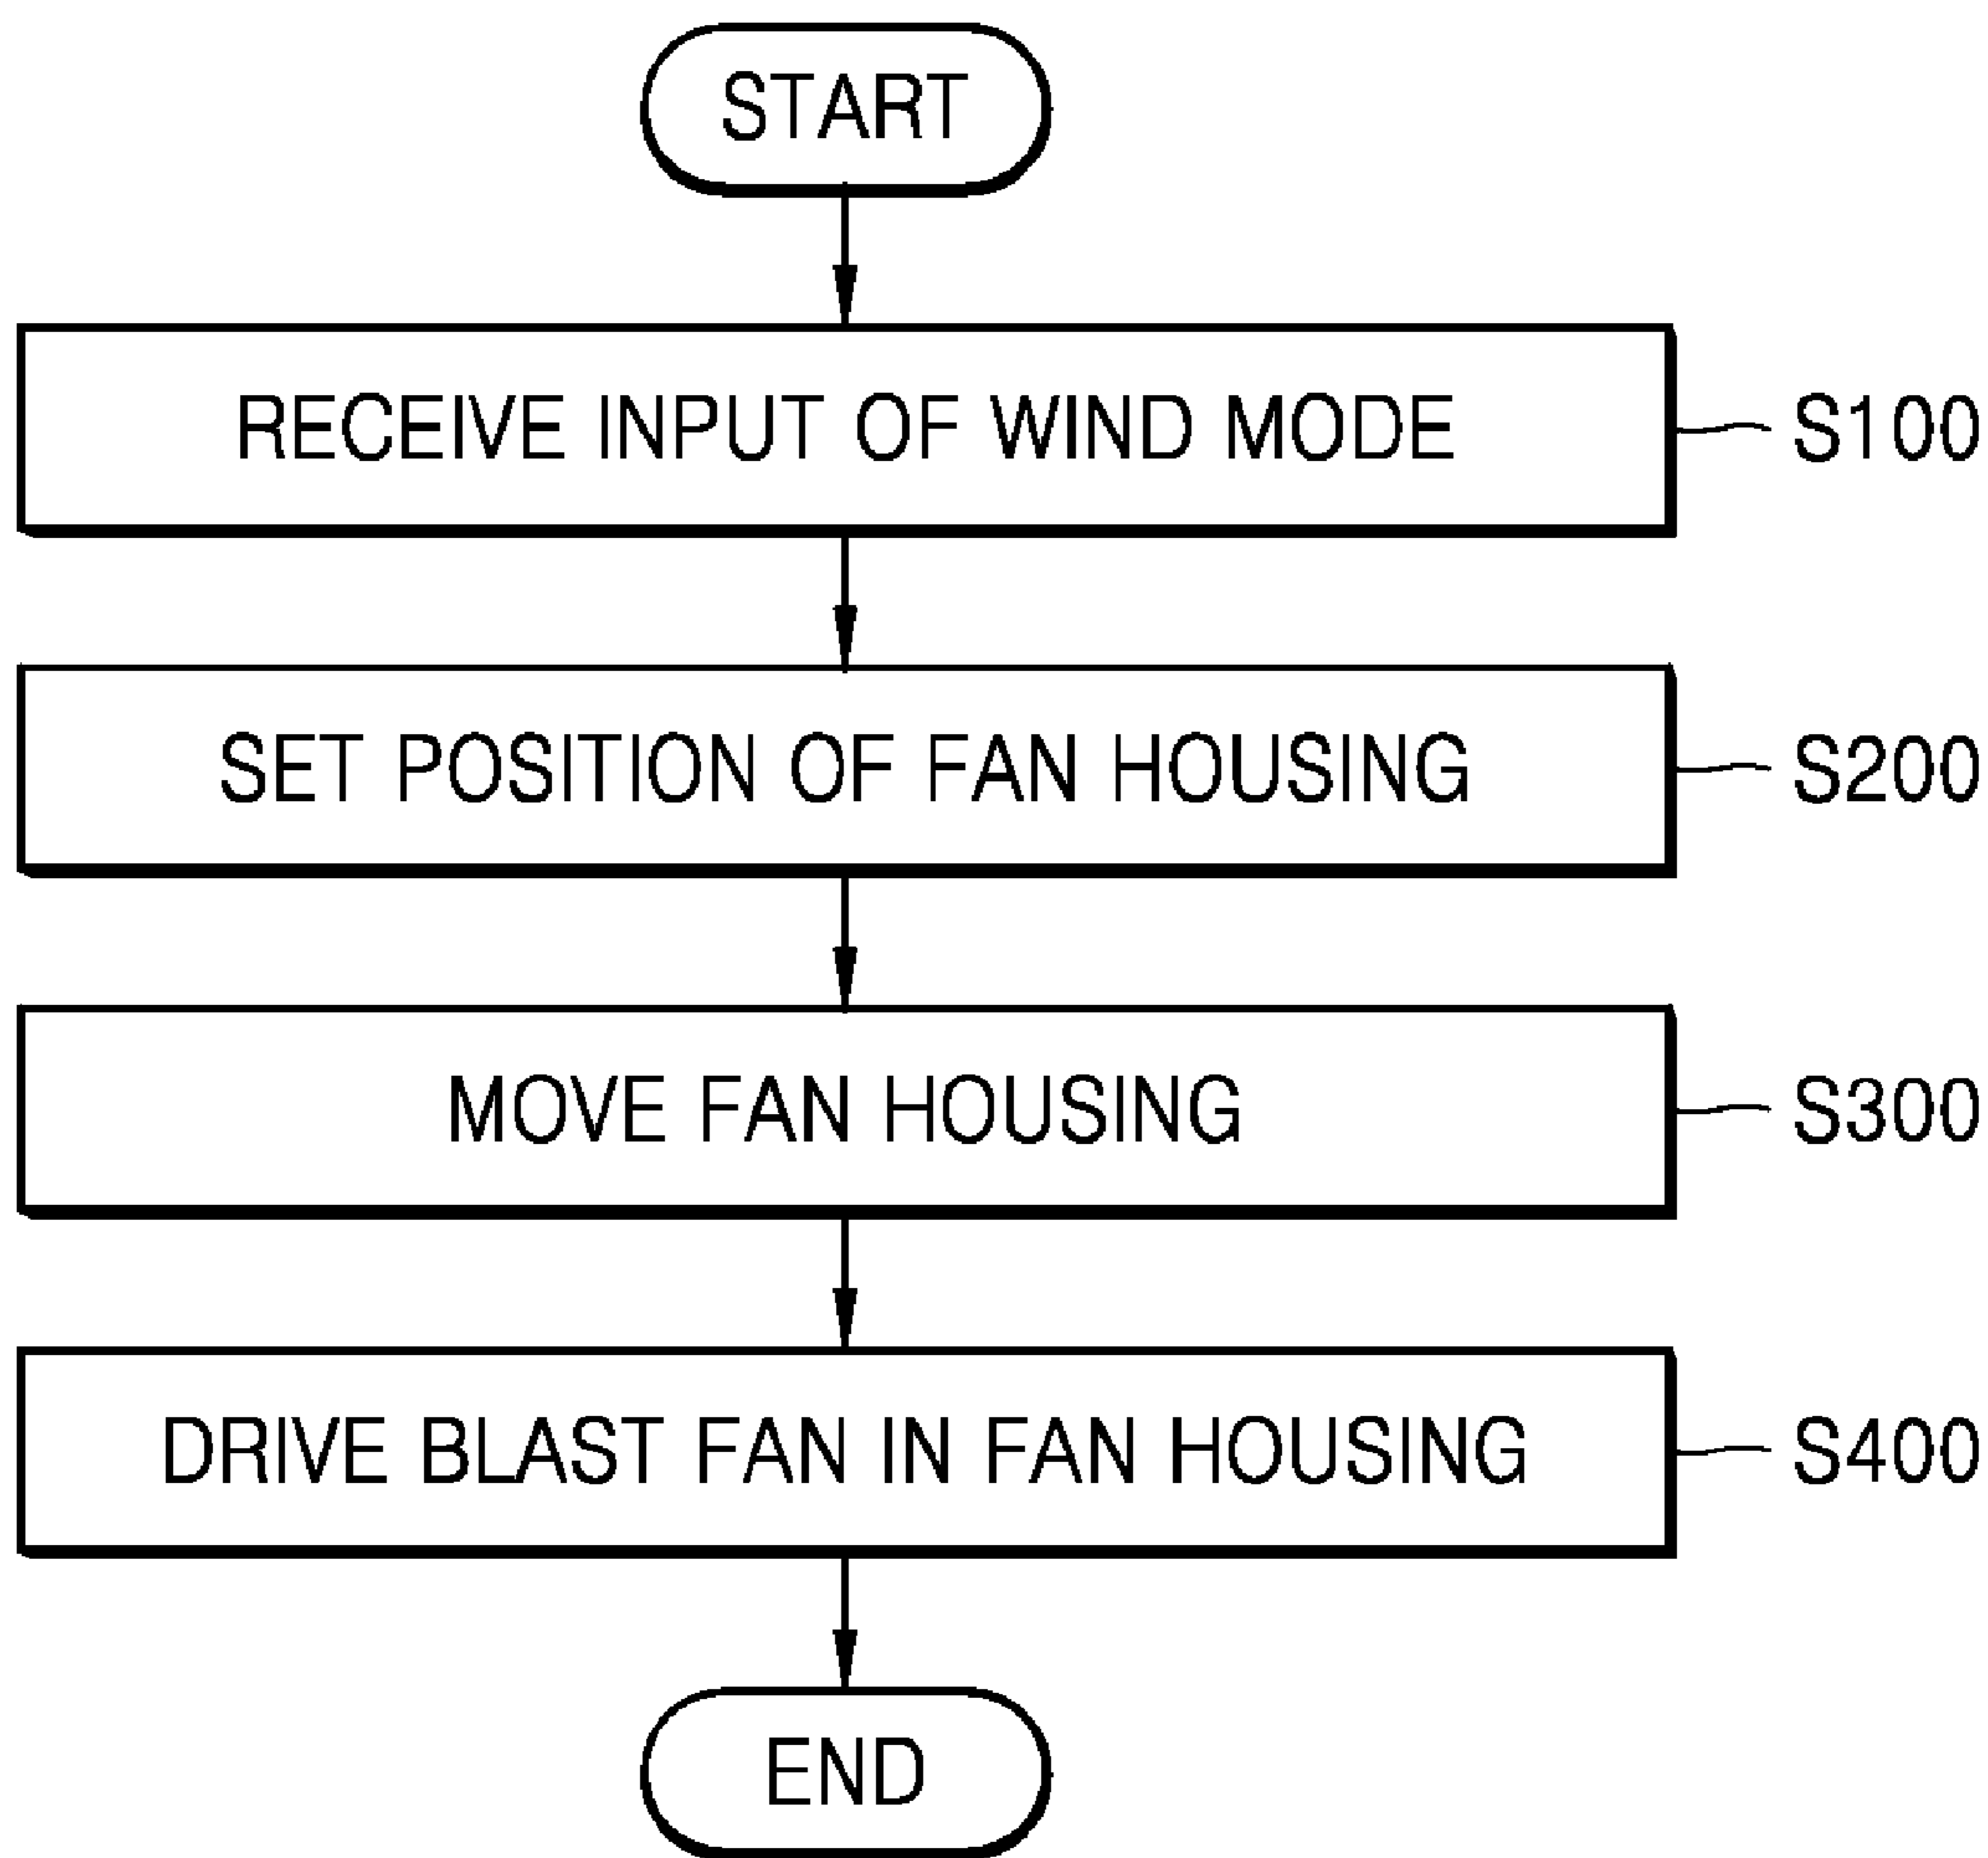 START
RECEIVE INPUT OF WIND MODE S100
SET POSITION OF FAN HOUSING S200
MOVE FAN HOUSING S300
DRIVE BLAST FAN IN FAN HOUSING S400
END